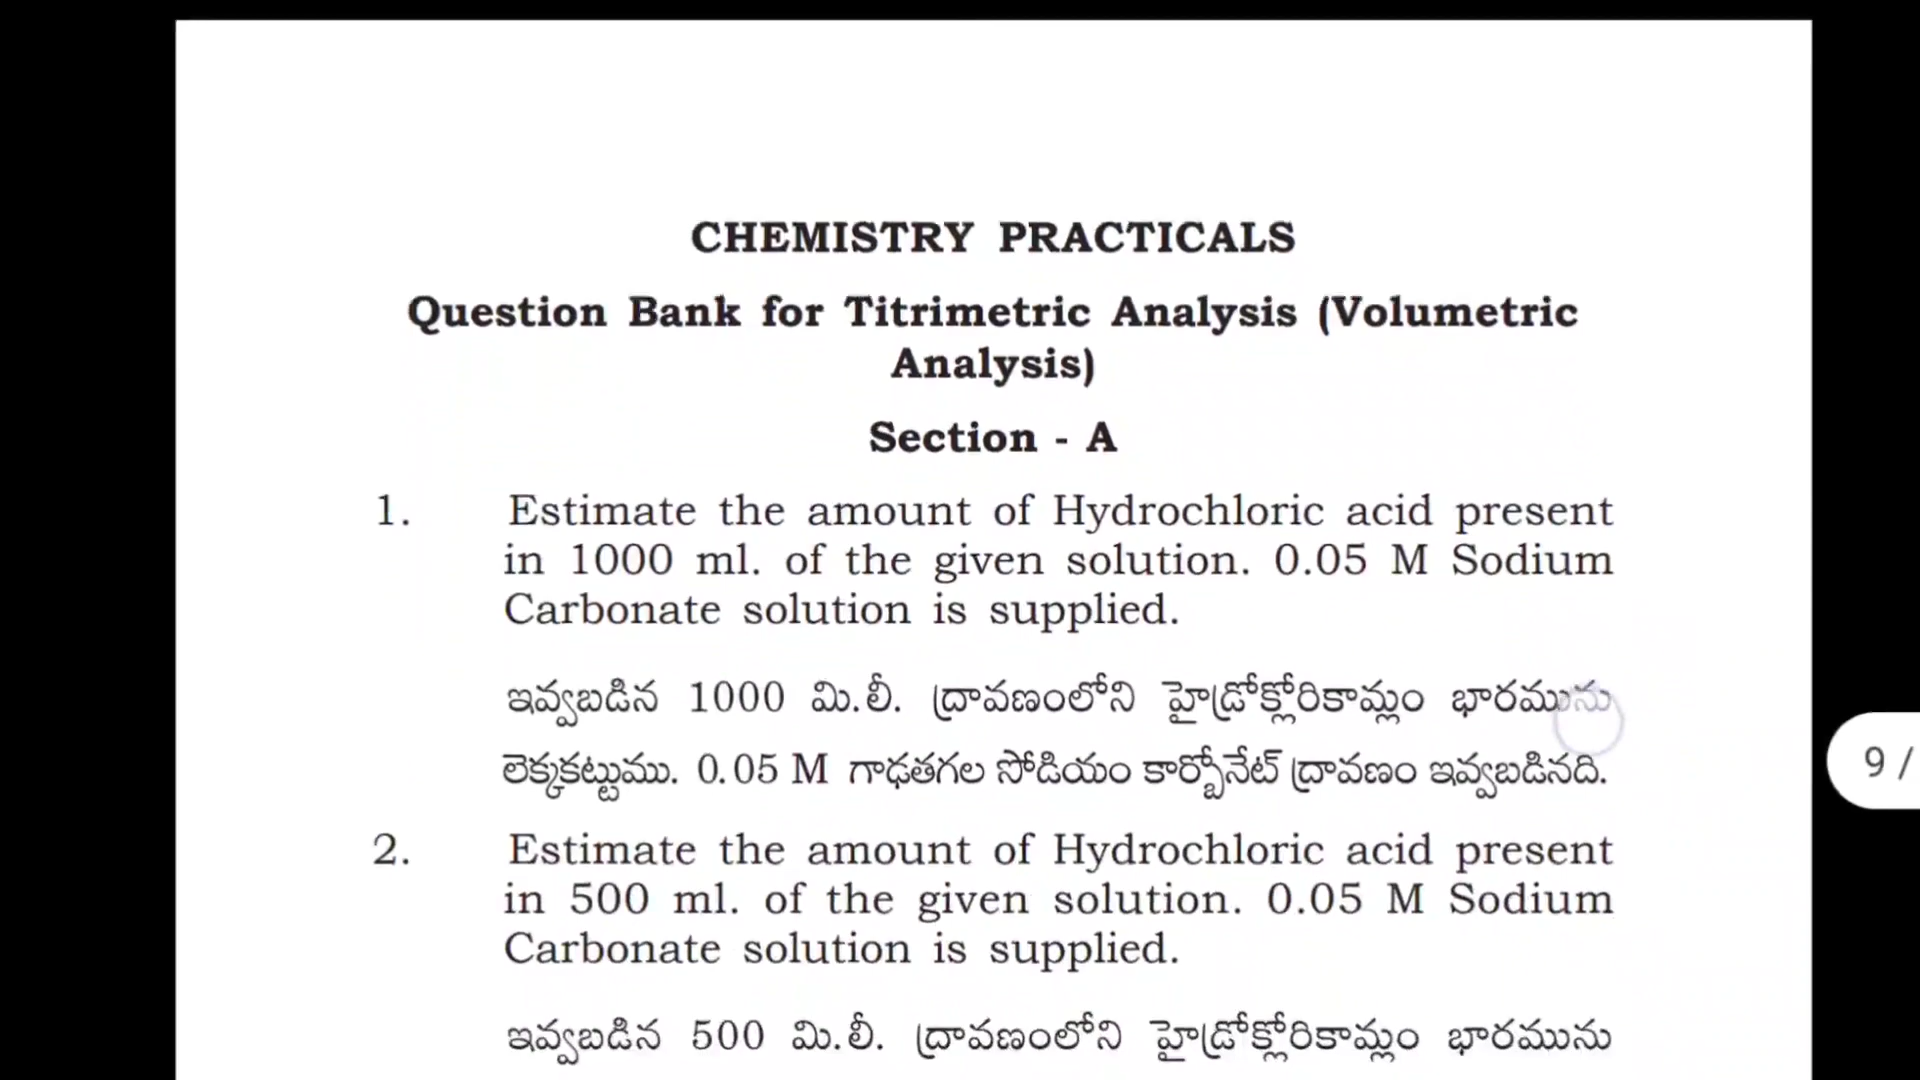 CHEMISTRY PRACTICALS
Question Bank for Titrimetric Analysis (Volumetric
Analysis)
Section - A
1. Estimate the amount of Hydrochloric acid present
in 1000 ml. of the given solution. 0.05 M Sodium
Carbonate solution is supplied.
ఇవ్వబడిన 1000 మి.లీ. ద్రావణంలోని హైడ్రోక్లోరికామ్లం భారమును
లెక్కకట్టుము. 0.05 M గాఢతగల సోడియం కార్బోనేట్ ద్రావణం ఇవ్వబడినది.
9 /
2. Estimate the amount of Hydrochloric acid present
in 500 ml. of the given solution. 0.05 M Sodium
Carbonate solution is supplied.
ఇవ్వబడిన 500 మి.లీ. ద్రావణంలోని హైడ్రోక్లోరికామ్లం భారమును